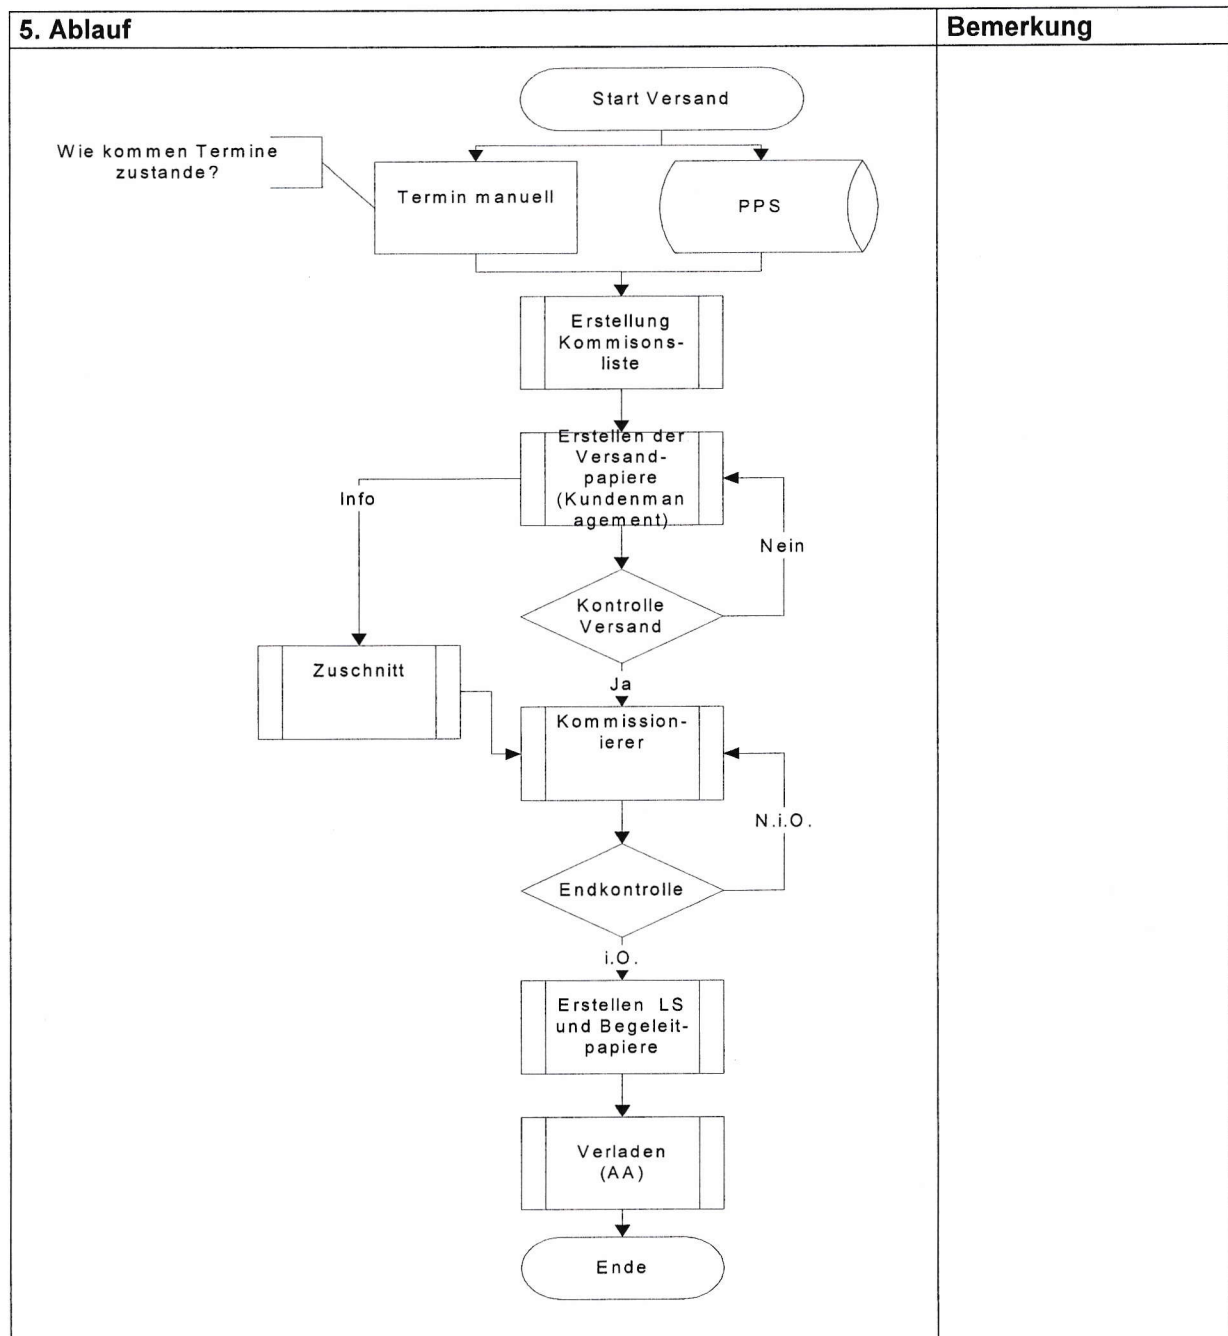 5. Ablauf
Bemerkung
Start Versand
Wie kommen Termine
zustande?
Termin manuell
PPS
Erstellung
Kommisons-
liste
Erstellen der
Versand-
papiere
(Kundenman
agement)
Info
Nein
Kontrolle
Versand
Zuschnitt
Ja
Kommission-
ierer
N.i.O.
Endkontrolle
i.O.
Erstellen LS
und Begeleit-
papiere
Verladen
(AA)
Ende